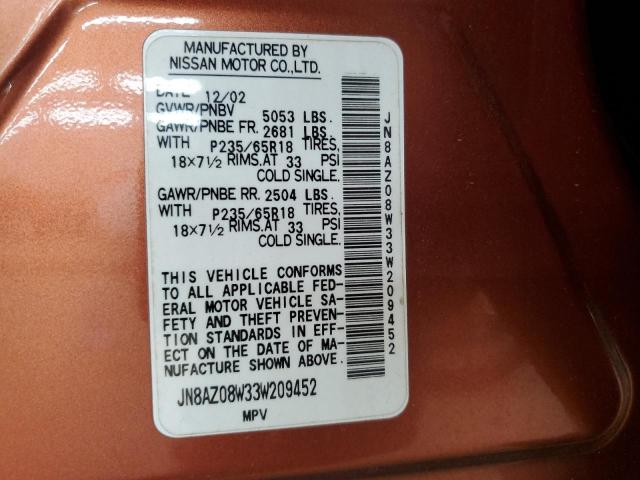 MANUFACTURED BY
NISSAN MOTOR CO.,LTD.
DATE 12/02
GVWR/PNBV 5053 LBS.
GAWR/PNBE FR. 2681 LBS.
WITH P235/65R18 TIRES,
18×7½ RIMS.AT 33 PSI
COLD SINGLE.
GAWR/PNBE RR. 2504 LBS.
WITH P235/65R18 TIRES,
18×7½ RIMS.AT 33 PSI
COLD SINGLE.
THIS VEHICLE CONFORMS
TO ALL APPLICABLE FED-
ERAL MOTOR VEHICLE SA-
FETY AND THEFT PREVEN-
TION STANDARDS IN EFF-
ECT ON THE DATE OF MA-
NUFACTURE SHOWN ABOVE.
JN8AZ08W33W209452
MPV
JN8AZ08W33W209452